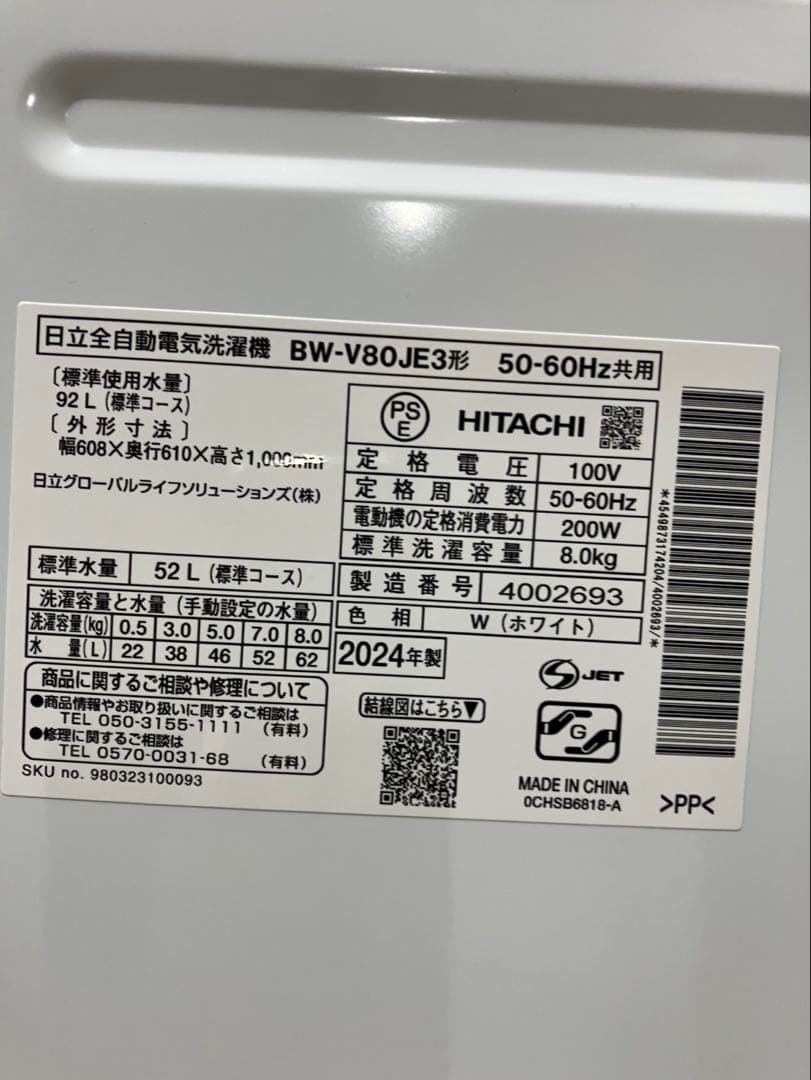 日立全自動電気洗濯機 BW-V80JE3形 50-60Hz共用
〔標準使用水量〕
92 L (標準コース)
〔外形寸法〕
幅608×奥行610×高さ1,000mm
日立グローバルライフソリューションズ(株)
PS
E
HITACHI
定格電圧 100V
定格周波数 50-60Hz
電動機の定格消費電力 200W
標準洗濯容量 8.0kg
製造番号 4002693
色相 W (ホワイト)
標準水量 52 L (標準コース)
洗濯容量と水量 (手動設定の水量)
洗濯容量(kg) 0.5 3.0 5.0 7.0 8.0
水量(L) 22 38 46 52 62
2024年製
商品に関するご相談や修理について
●商品情報やお取り扱いに関するご相談は
TEL 050-3155-1111 (有料)
●修理に関するご相談は
TEL 0570-0031-68 (有料)
SKU no. 980323100093
結線図はこちら▼
S JET
G
MADE IN CHINA
0CHSB6818-A
>PP<
*4549873174204/4002693/*